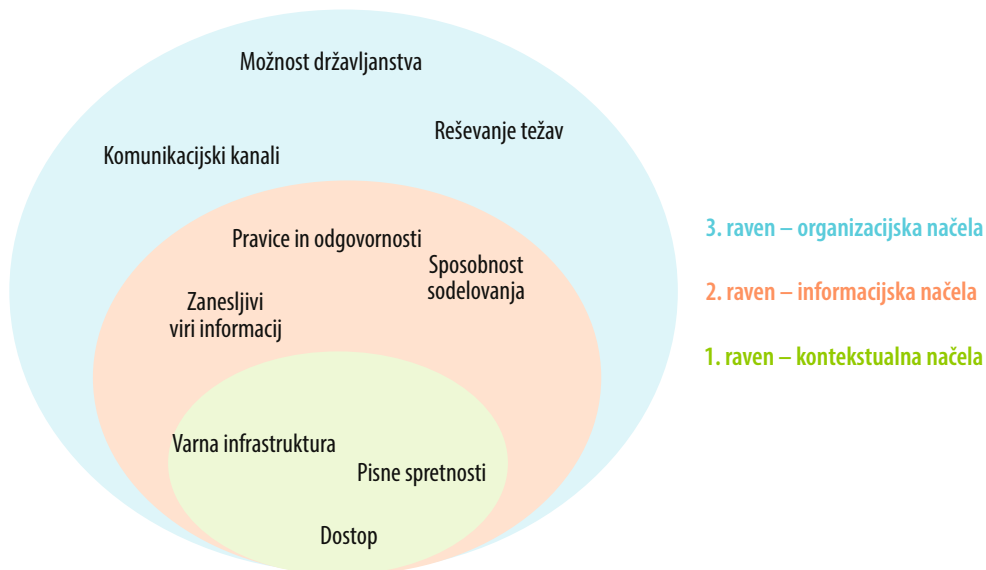 Možnost državljanstva
Reševanje težav
Komunikacijski kanali
Pravice in odgovornosti
Sposobnost
sodelovanja
Zanesljivi
viri informacij
Varna infrastruktura
Pisne spretnosti
Dostop
3. raven – organizacijska načela
2. raven – informacijska načela
1. raven – kontekstualna načela